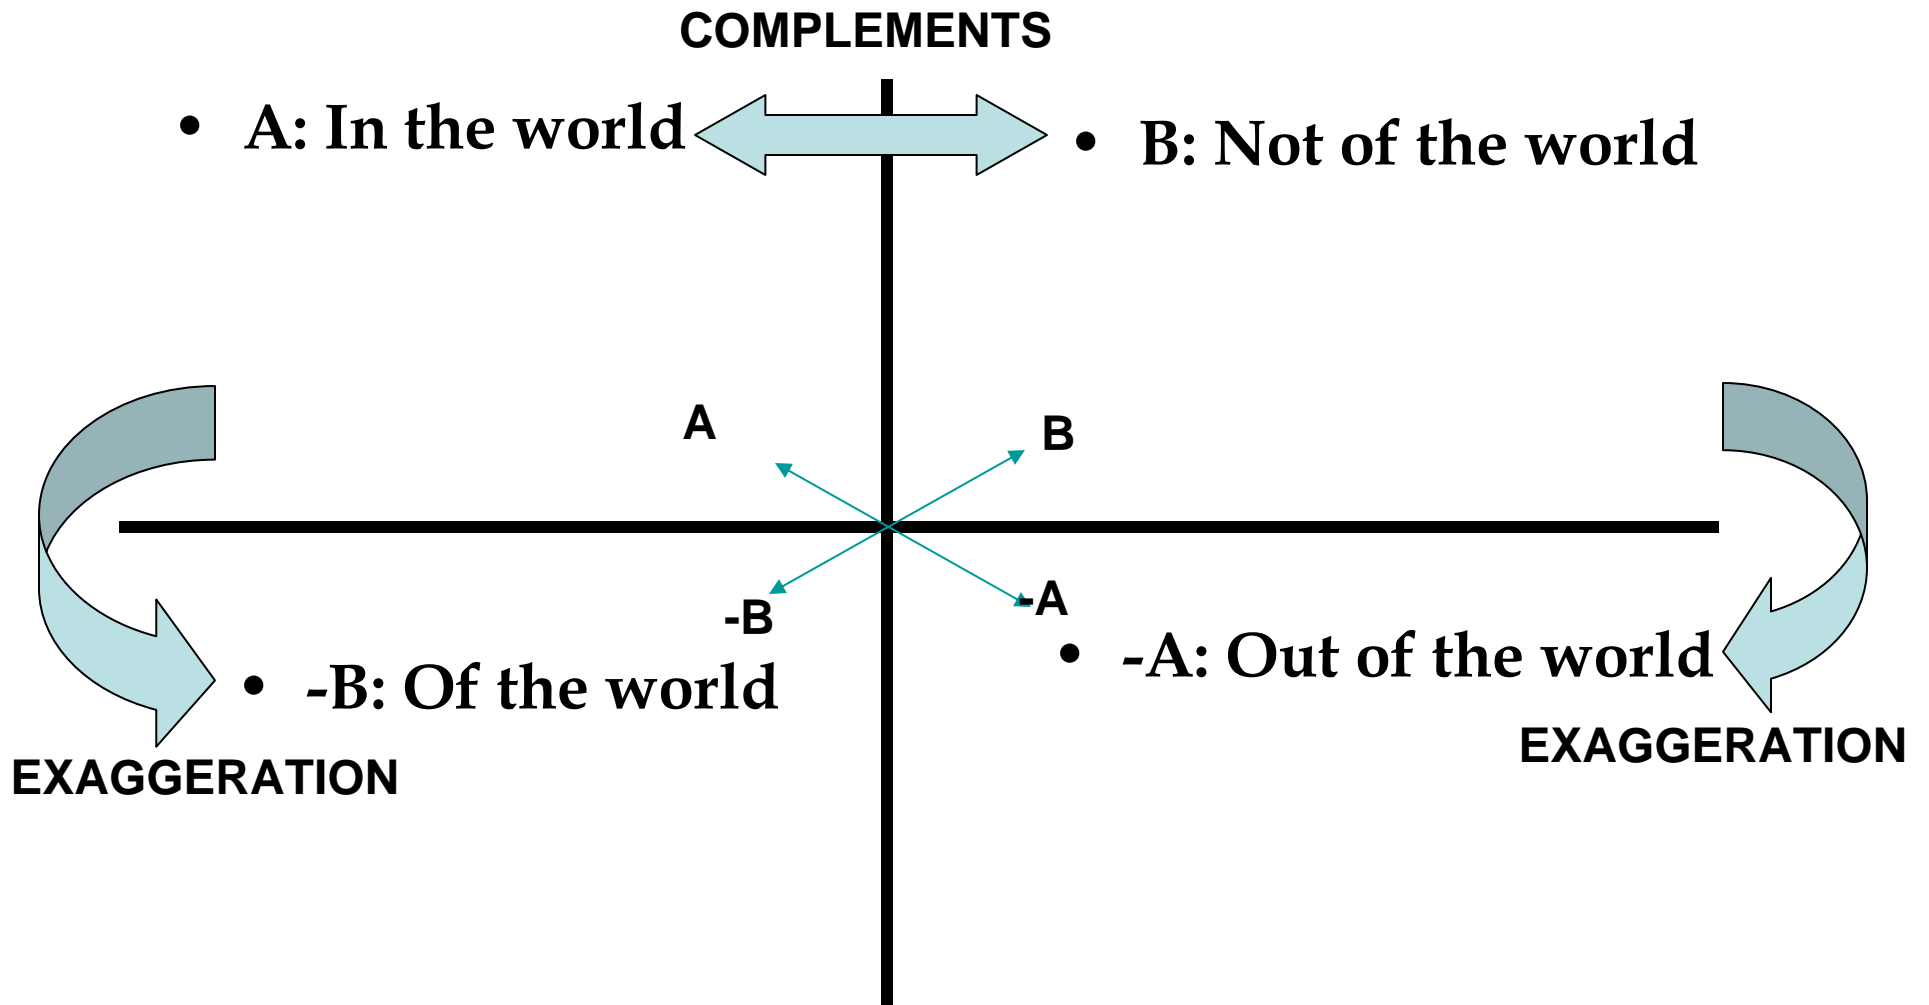 COMPLEMENTS
• A: In the world
• B: Not of the world
A
B
-B
-A
• -B: Of the world
• -A: Out of the world
EXAGGERATION
EXAGGERATION